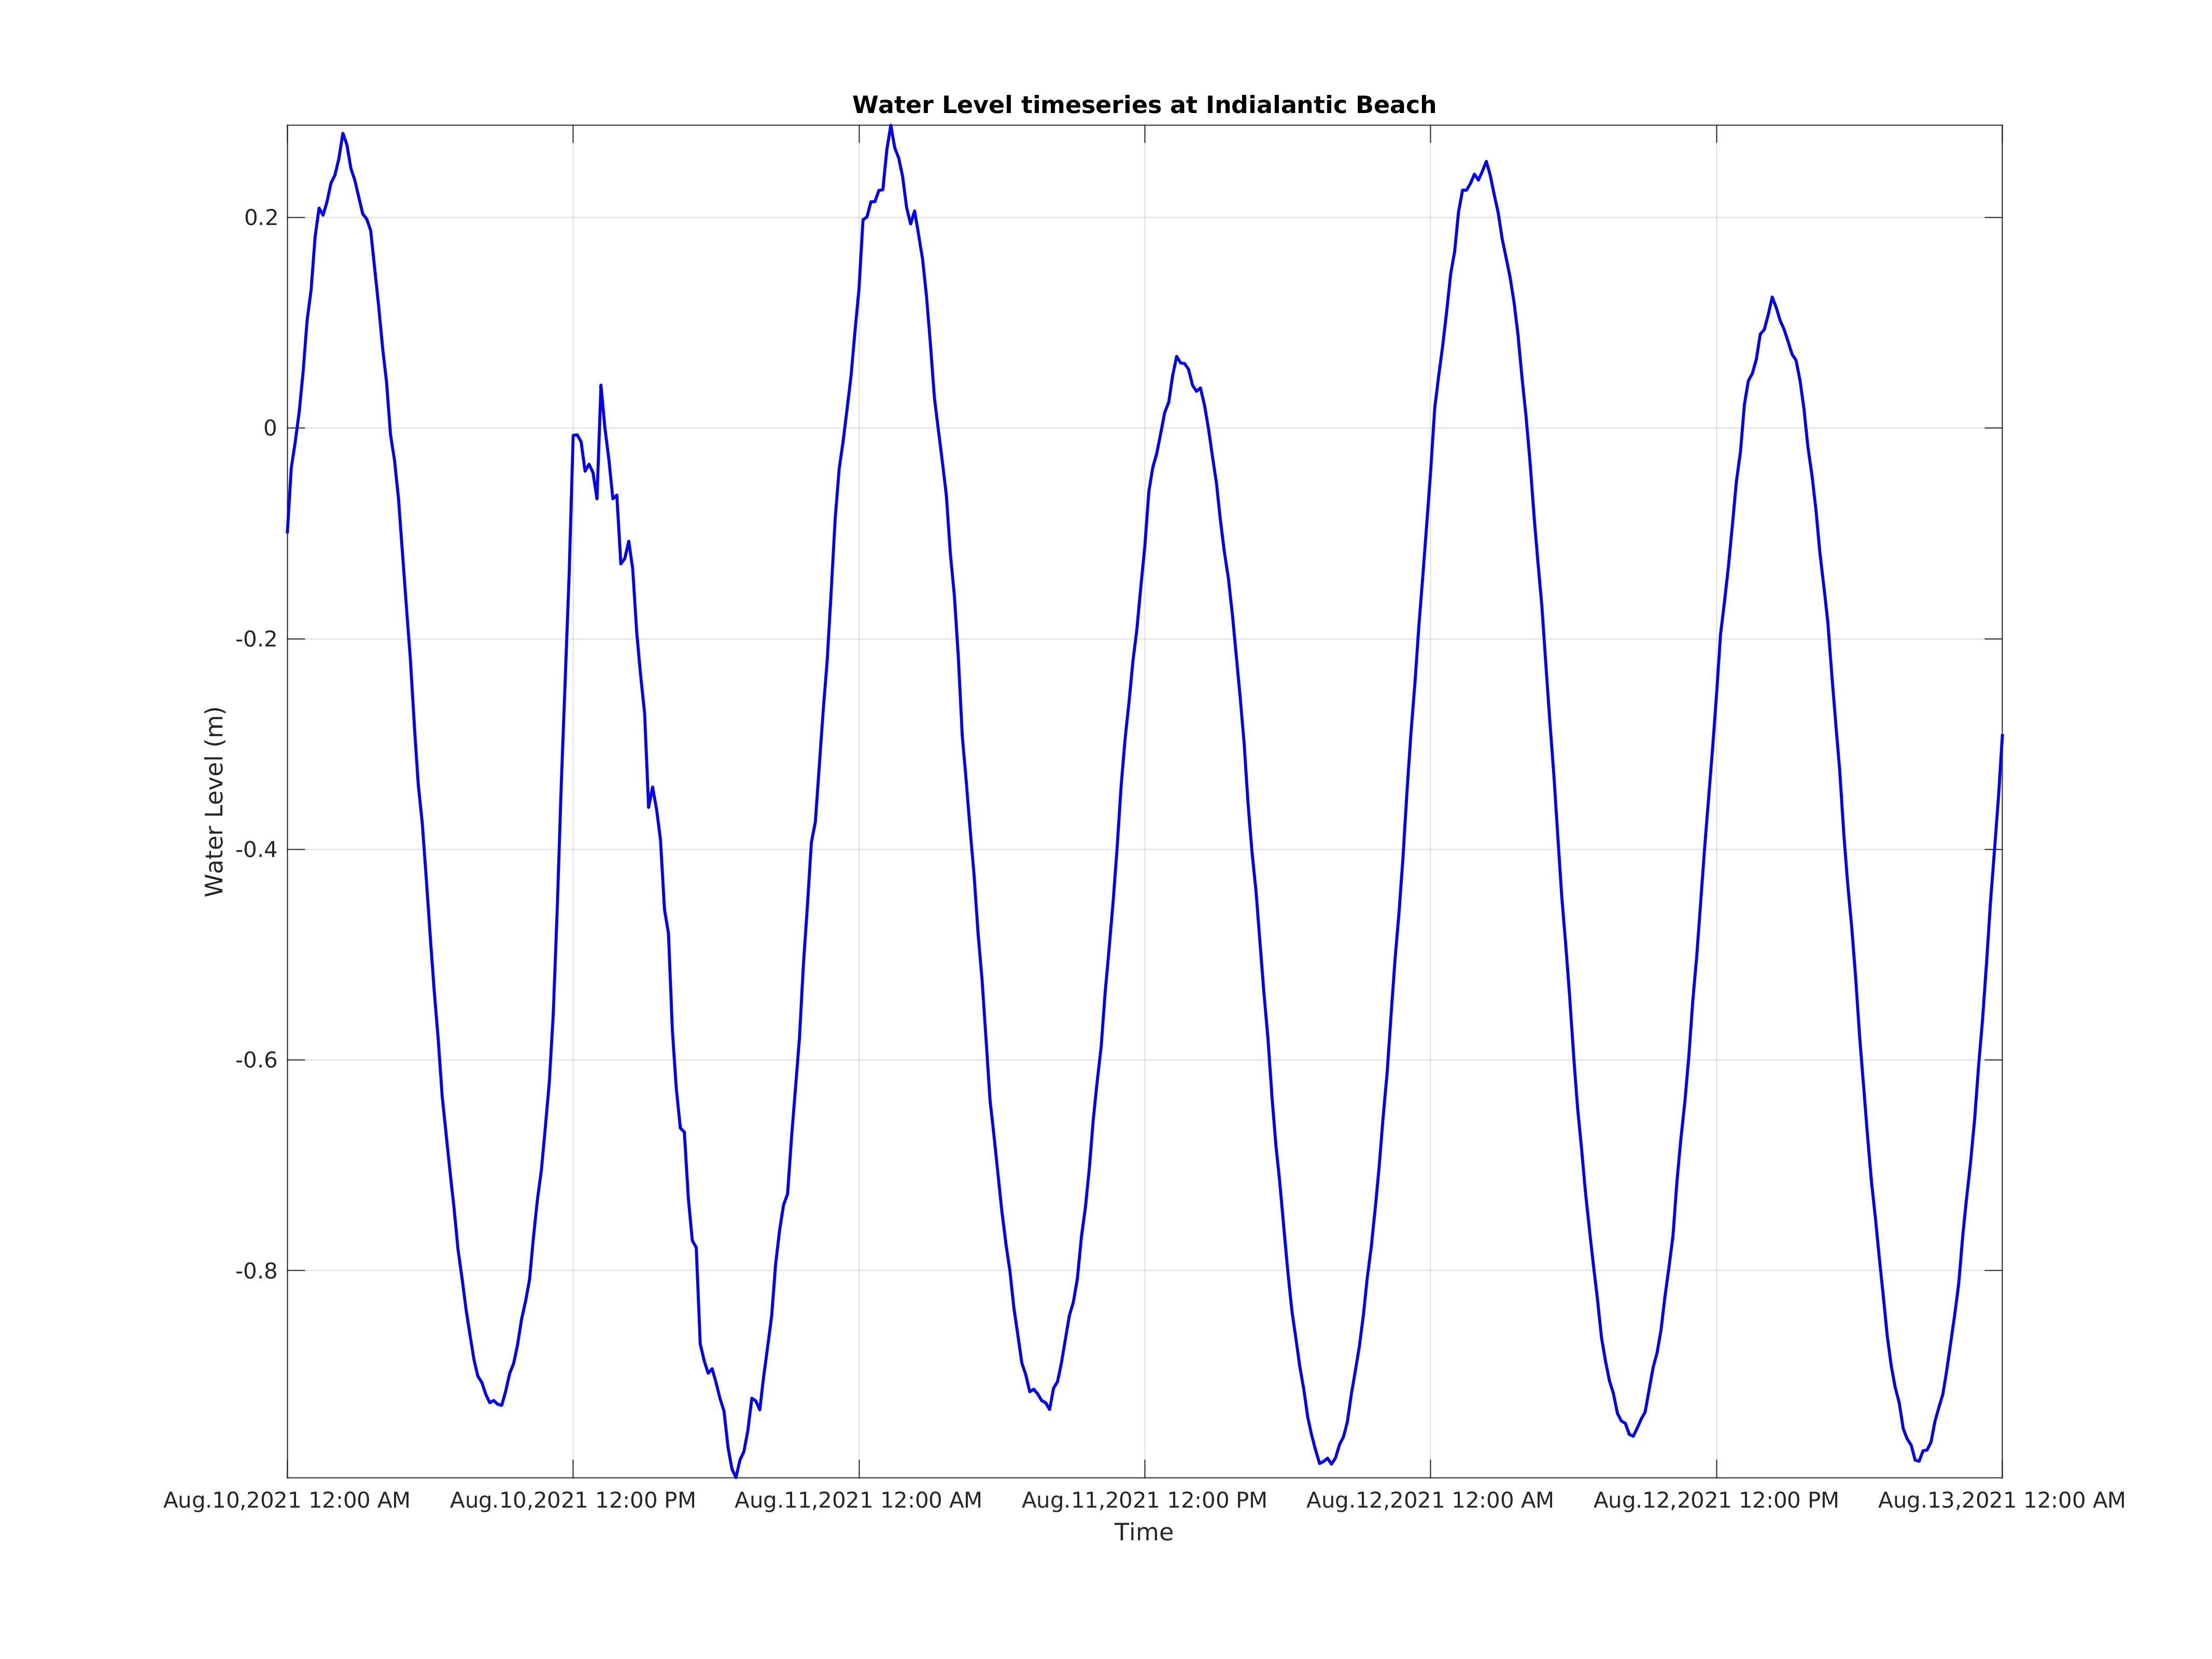 Water Level timeseries at Indialantic Beach
0.2
0
-0.2
-0.4
-0.6
-0.8
Water Level (m)
Aug.10,2021 12:00 AM
Aug.10,2021 12:00 PM
Aug.11,2021 12:00 AM
Aug.11,2021 12:00 PM
Aug.12,2021 12:00 AM
Aug.12,2021 12:00 PM
Aug.13,2021 12:00 AM
Time